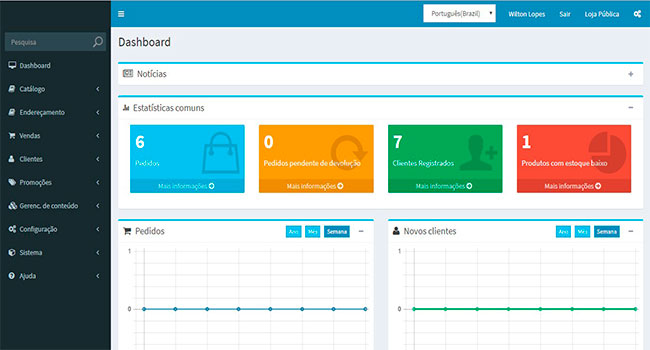 Português(Brazil)
Wilton Lopes
Sair
Loja Pública
Pesquisa
Dashboard
Catálogo
Endereçamento
Vendas
Clientes
Promoções
Gerenc. de conteúdo
Configuração
Sistema
Ajuda
Dashboard
Notícias
Estatísticas comuns
6
Pedidos
Mais informações
0
Pedidos pendente de devolução
Mais informações
7
Clientes Registrados
Mais informações
1
Produtos com estoque baixo
Mais informações
Pedidos
Ano
Mês
Semana
1
0
Novos clientes
Ano
Mês
Semana
1
0